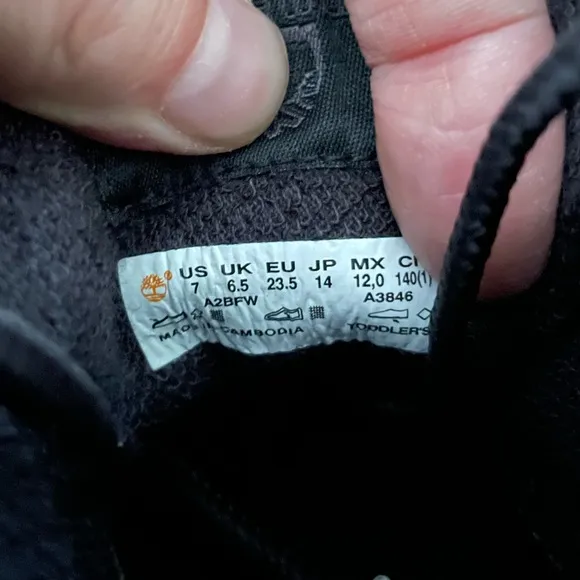 US UK EU JP MX
7 6.5 23.5 14 12,0 140(1)
A2BFW A3846
MADE IN CAMBODIA TODDLER'S